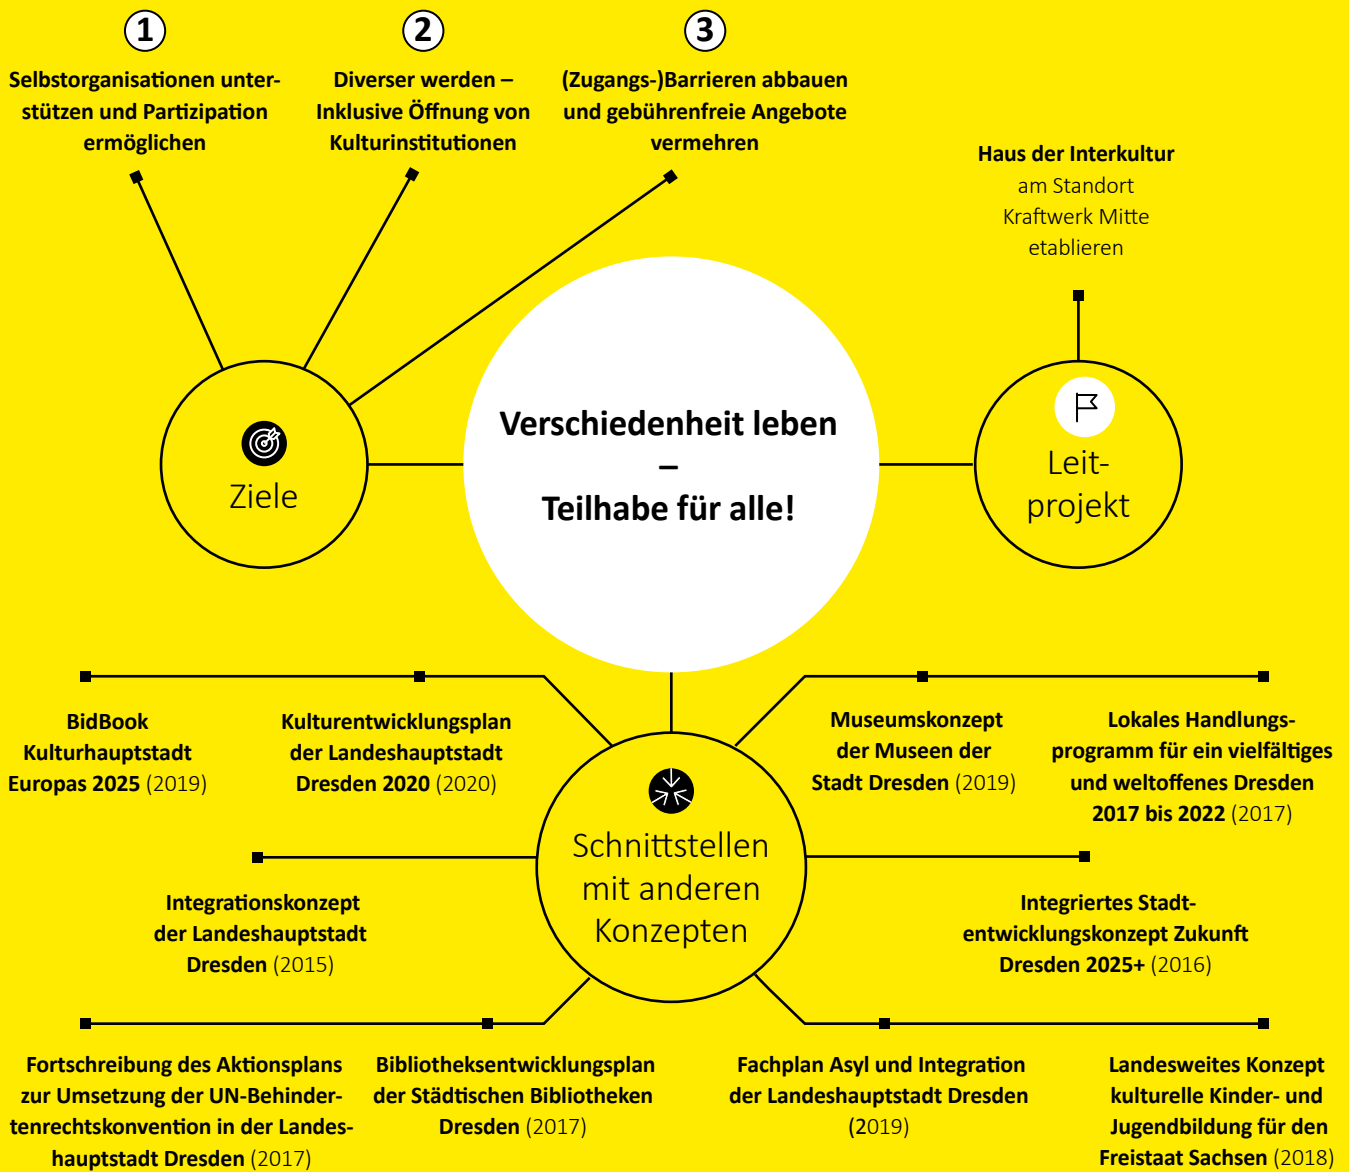 1
Selbstorganisationen unter-
stützen und Partizipation
ermöglichen
2
Diverser werden –
Inklusive Öffnung von
Kulturinstitutionen
3
(Zugangs-)Barrieren abbauen
und gebührenfreie Angebote
vermehren
Haus der Interkultur
am Standort
Kraftwerk Mitte
etablieren
Ziele
Verschiedenheit leben
–
Teilhabe für alle!
Leit-
projekt
BidBook
Kulturhauptstadt
Europas 2025 (2019)
Kulturentwicklungsplan
der Landeshauptstadt
Dresden 2020 (2020)
Museumskonzept
der Museen der
Stadt Dresden (2019)
Lokales Handlungs-
programm für ein vielfältiges
und weltoffenes Dresden
2017 bis 2022 (2017)
Schnittstellen
mit anderen
Konzepten
Integrationskonzept
der Landeshauptstadt
Dresden (2015)
Integriertes Stadt-
entwicklungskonzept Zukunft
Dresden 2025+ (2016)
Fortschreibung des Aktionsplans
zur Umsetzung der UN-Behinder-
tenrechtskonvention in der Landes-
hauptstadt Dresden (2017)
Bibliotheksentwicklungsplan
der Städtischen Bibliotheken
Dresden (2017)
Fachplan Asyl und Integration
der Landeshauptstadt Dresden
(2019)
Landesweites Konzept
kulturelle Kinder- und
Jugendbildung für den
Freistaat Sachsen (2018)